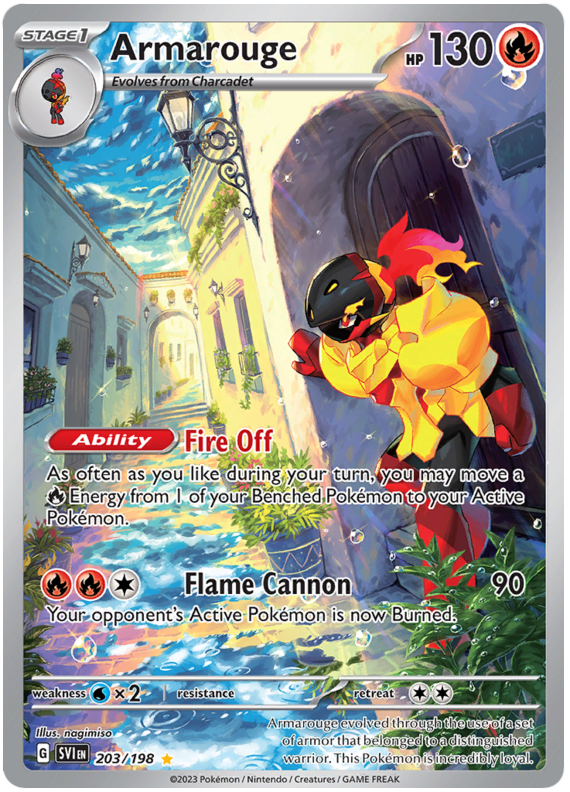 STAGE1
Armarouge
HP 130
Evolves from Charcadet
Ability Fire Off
As often as you like during your turn, you may move a
Energy from 1 of your Benched Pokémon to your Active
Pokémon.
Flame Cannon 90
Your opponent's Active Pokémon is now Burned.
weakness ×2 resistance retreat
Illus. nagimiso
Armarouge evolved through the use of a set
of armor that belonged to a distinguished
warrior. This Pokémon is incredibly loyal.
G SVI EN 203/198
©2023 Pokémon / Nintendo / Creatures / GAME FREAK